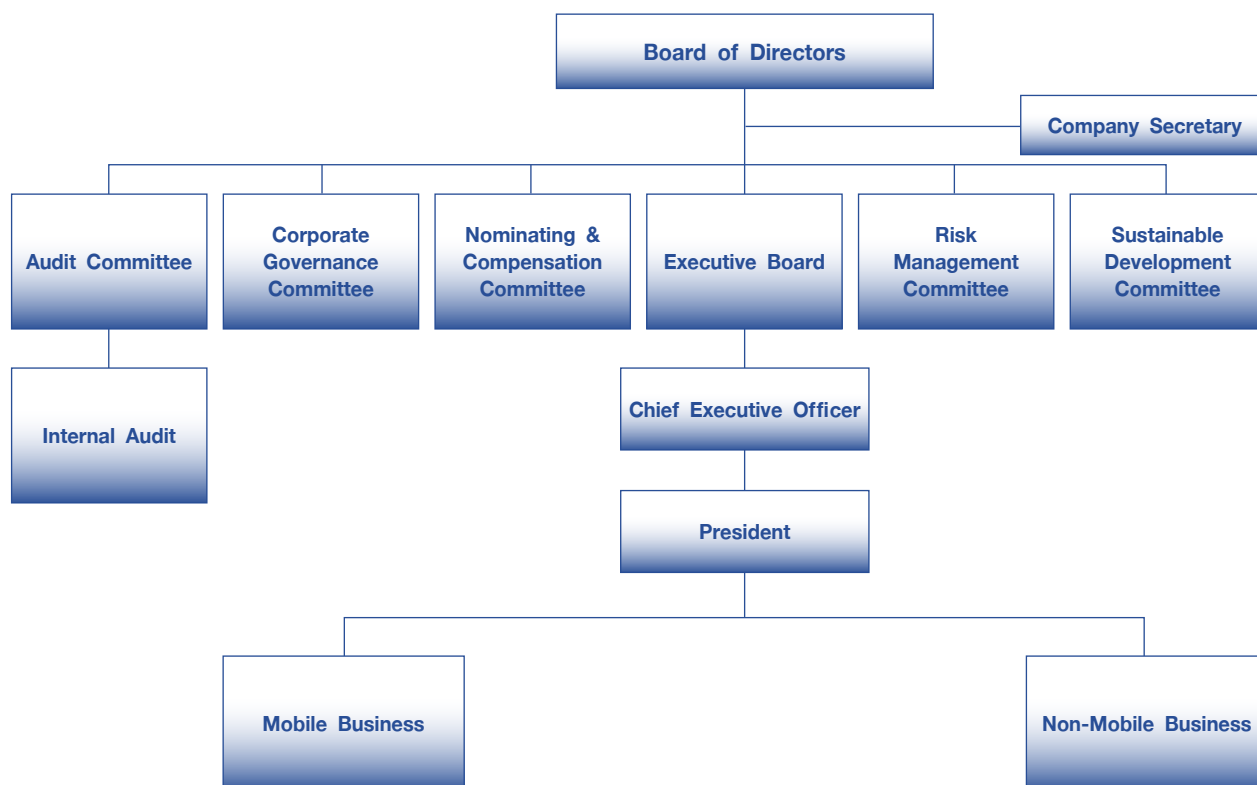 Board of Directors
Company Secretary
Audit Committee
Corporate
Governance
Committee
Nominating &
Compensation
Committee
Executive Board
Risk
Management
Committee
Sustainable
Development
Committee
Internal Audit
Chief Executive Officer
President
Mobile Business
Non-Mobile Business